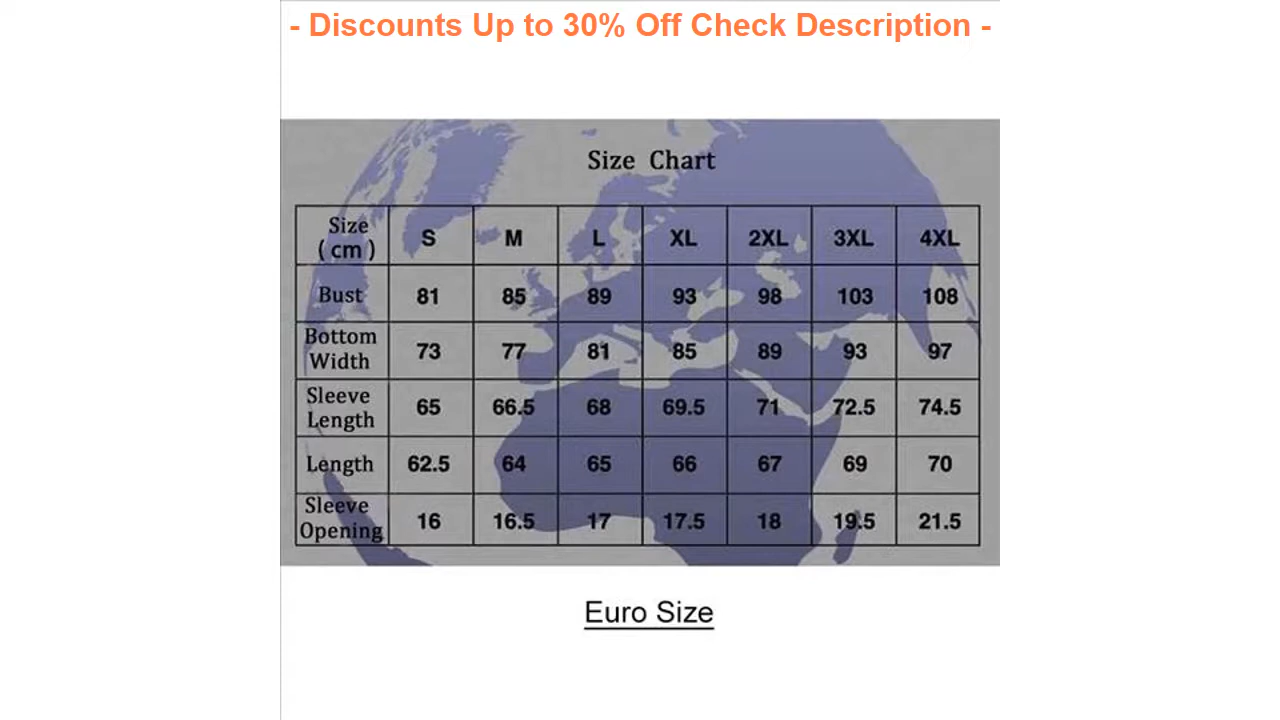 - Discounts Up to 30% Off Check Description -
Size Chart
Size ( cm ) S M L XL 2XL 3XL 4XL
Bust 81 85 89 93 98 103 108
Bottom Width 73 77 81 85 89 93 97
Sleeve Length 65 66.5 68 69.5 71 72.5 74.5
Length 62.5 64 65 66 67 69 70
Sleeve Opening 16 16.5 17 17.5 18 19.5 21.5
Euro Size